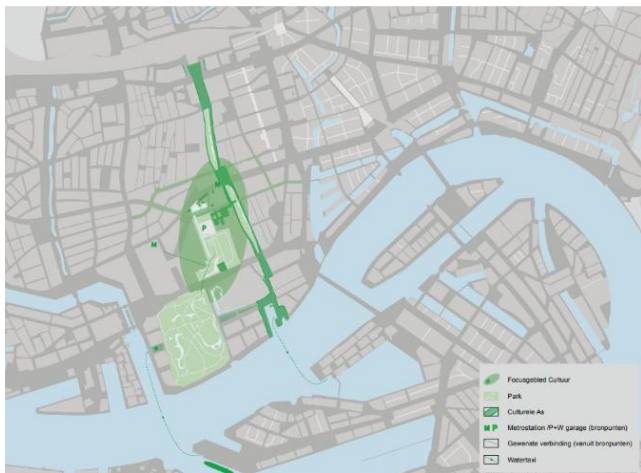 M
P
M
Focusgebied Cultuur
Park
Culturele As
M P Metrostation /P+W garage (bronpunten)
Gewenste verbinding (vanuit bronpunten)
Watertaxi